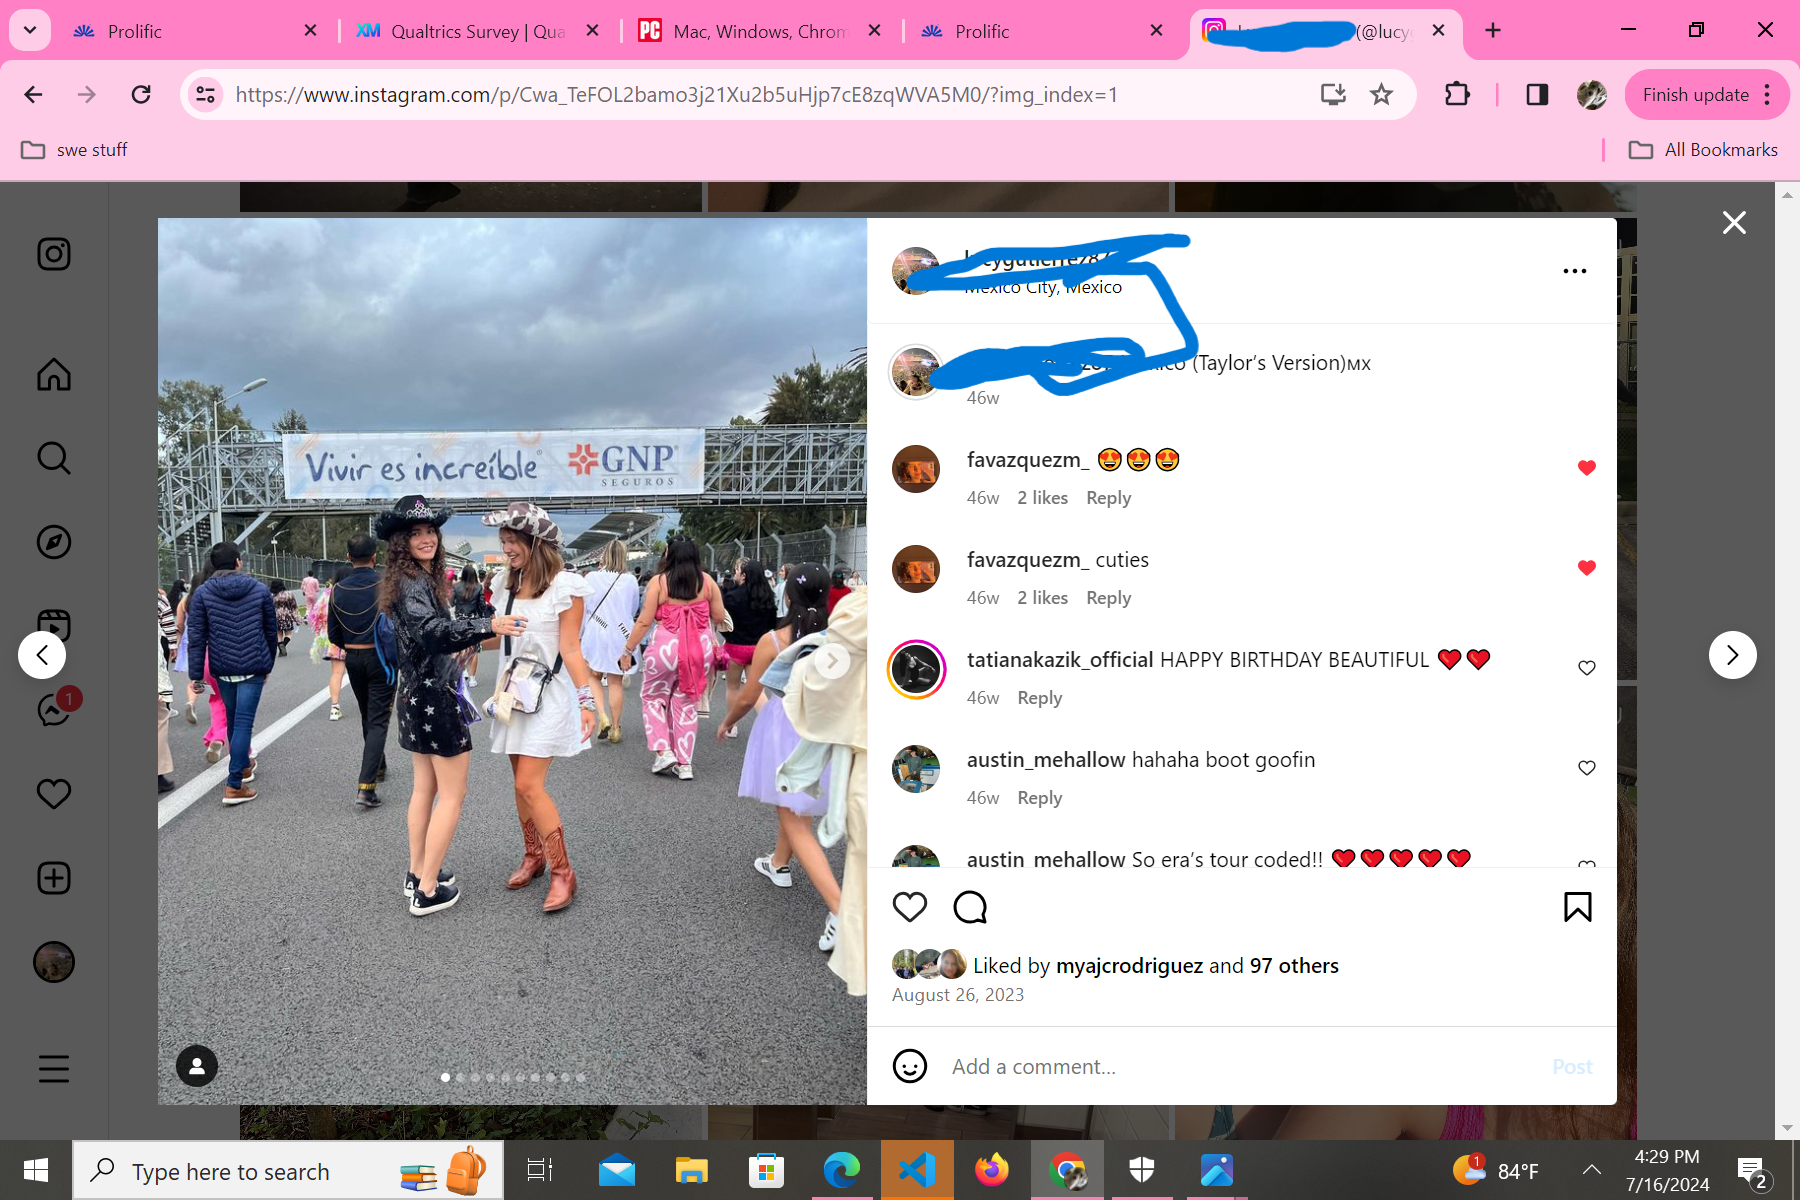 Prolific
Qualtrics Survey | Qua
Mac, Windows, Chrom
Prolific
(@lucy
https://www.instagram.com/p/Cwa_TeFOL2bamo3j21Xu2b5uHjp7cE8zqWVA5M0/?img_index=1
Finish update
swe stuff
All Bookmarks
Mexico City, Mexico
(Taylor's Version)MX
46w
favazquezm_ 😍😍😍
46w 2 likes Reply
favazquezm_ cuties
46w 2 likes Reply
tatianakazik_official HAPPY BIRTHDAY BEAUTIFUL ❤️❤️
46w Reply
austin_mehallow hahaha boot goofin
46w Reply
austin_mehallow So era's tour coded!! ❤️❤️❤️❤️❤️
Liked by myajcrodriguez and 97 others
August 26, 2023
Add a comment...
Post
1
Vivir es increíble
GNP
SEGUROS
Type here to search
1
84°F
4:29 PM
7/16/2024
2